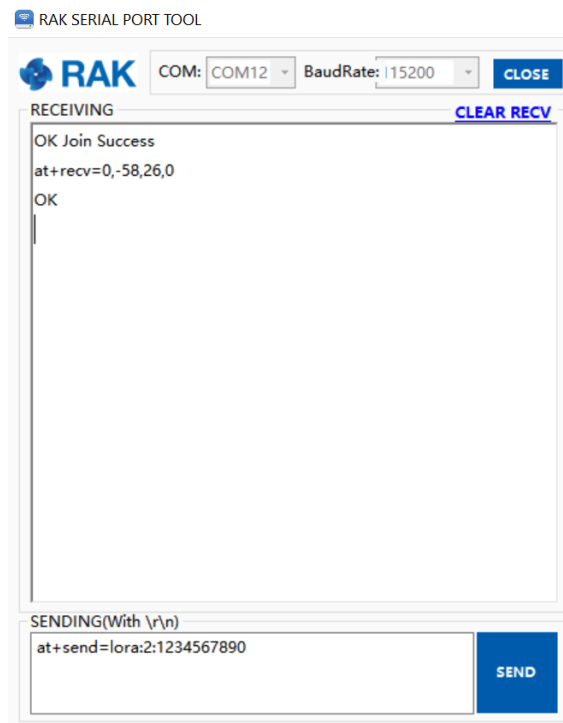 RAK SERIAL PORT TOOL
RAK COM: COM12 BaudRate: 115200 CLOSE
RECEIVING CLEAR RECV
OK Join Success
at+recv=0,-58,26,0
OK
SENDING(With \r\n)
at+send=lora:2:1234567890
SEND